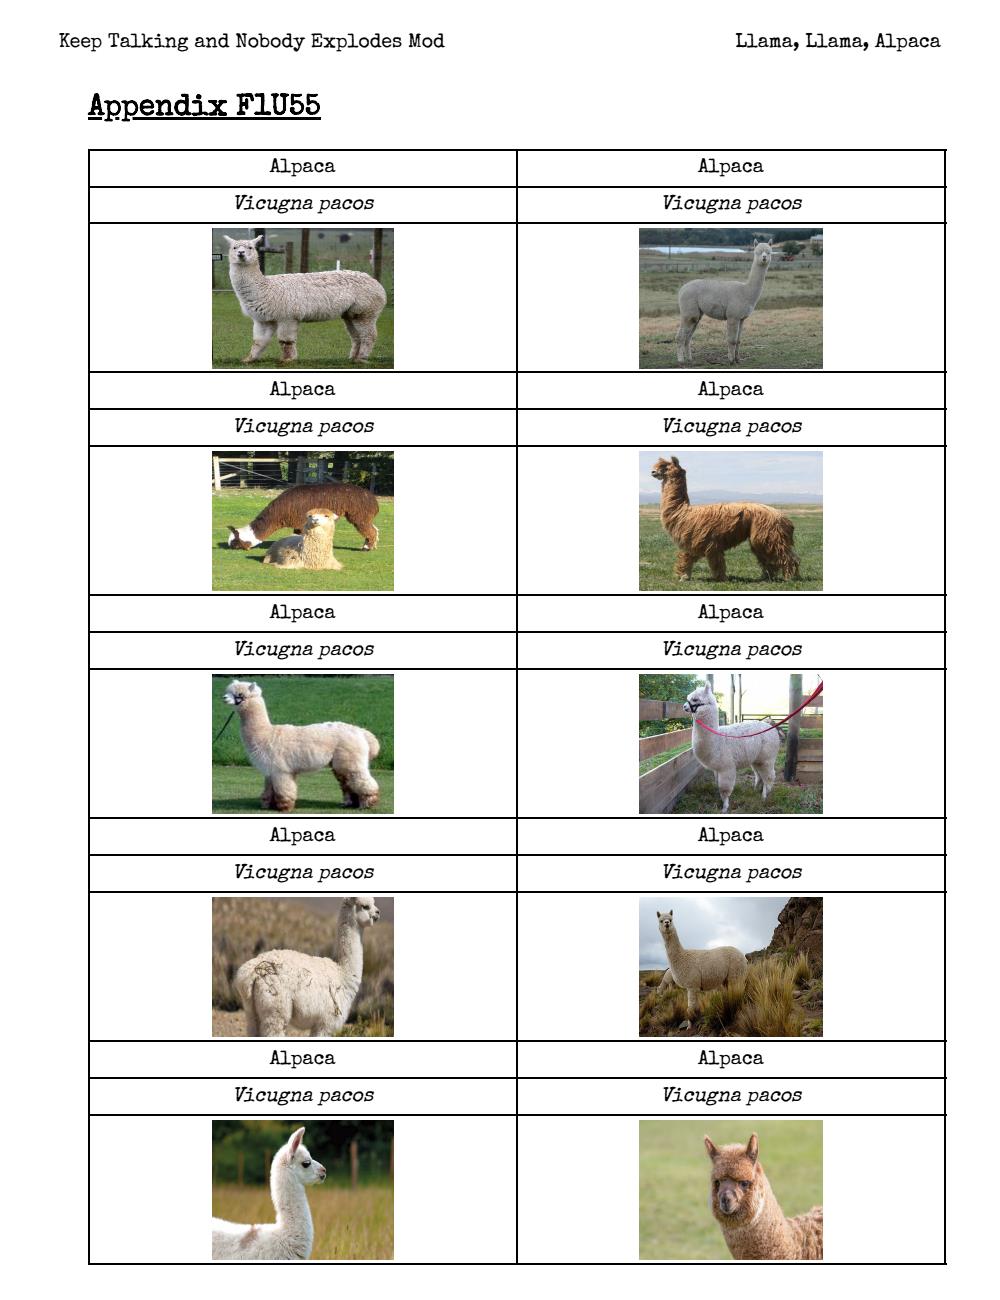 Keep Talking and Nobody Explodes Mod
Llama, Llama, Alpaca
Appendix F1U55
Alpaca
Alpaca
Vicugna pacos
Vicugna pacos
Alpaca
Alpaca
Vicugna pacos
Vicugna pacos
Alpaca
Alpaca
Vicugna pacos
Vicugna pacos
Alpaca
Alpaca
Vicugna pacos
Vicugna pacos
Alpaca
Alpaca
Vicugna pacos
Vicugna pacos